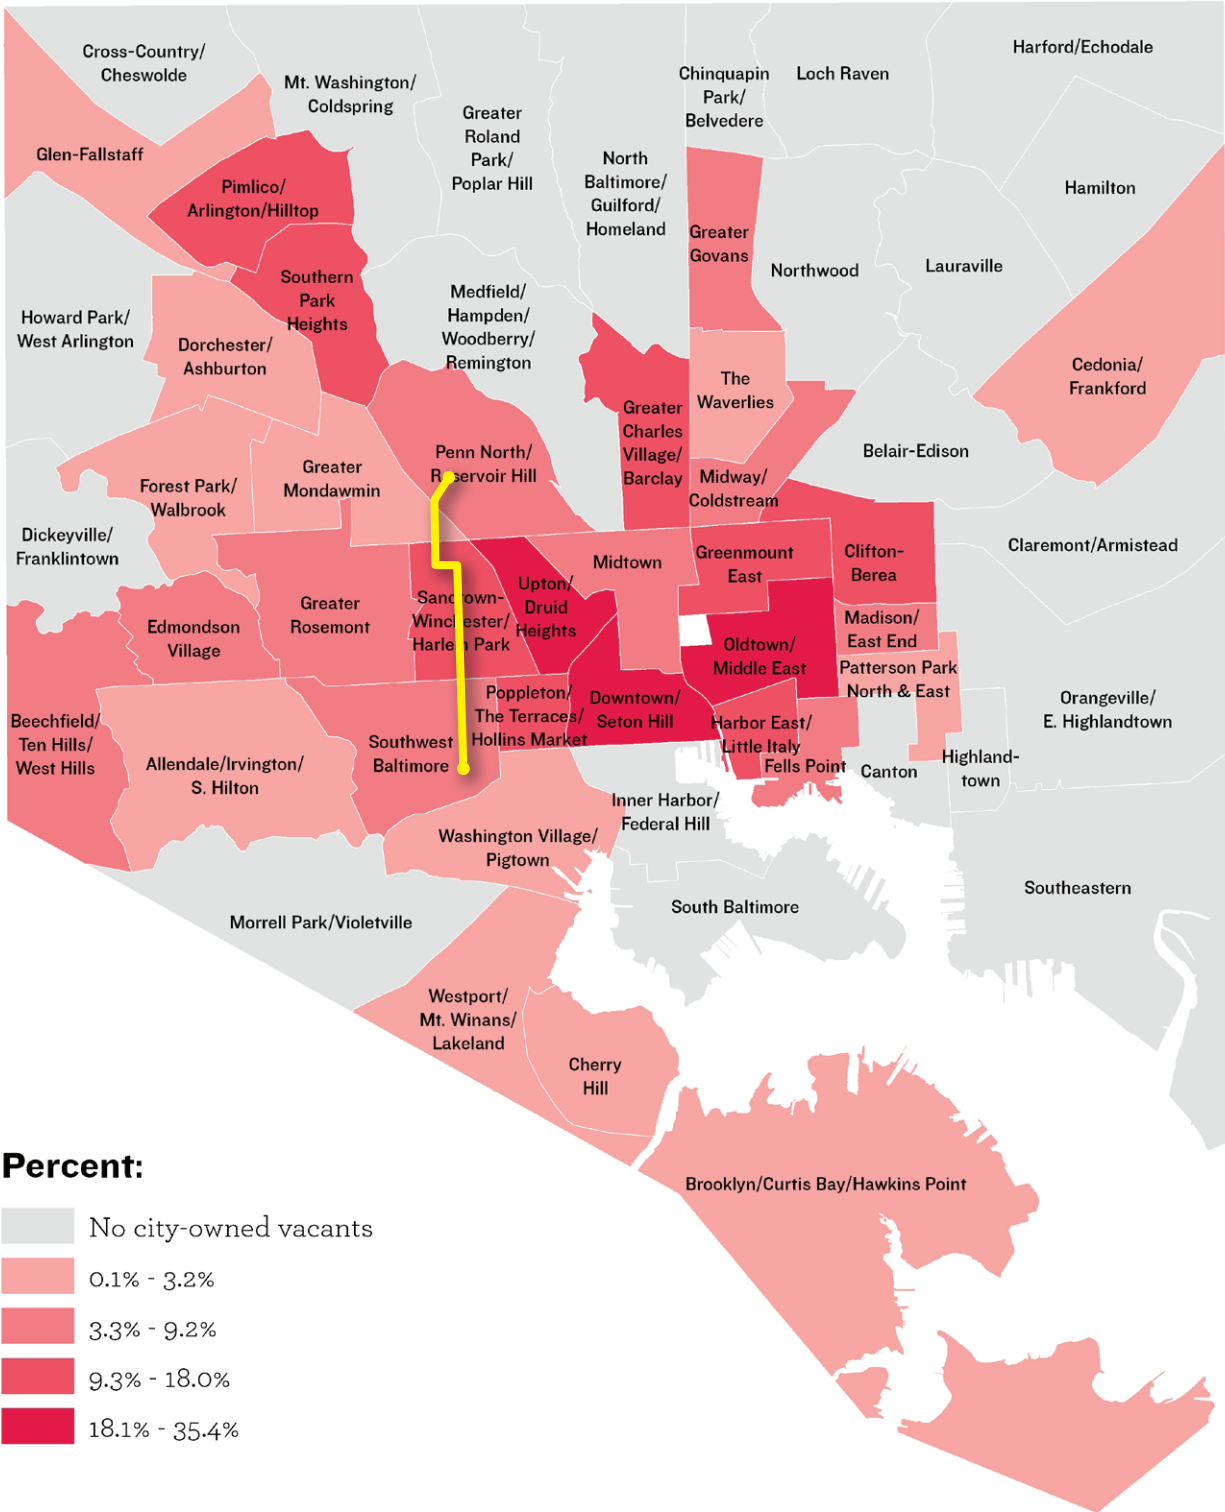 Cross-Country/
Cheswolde
Mt. Washington/
Coldspring
Greater
Roland
Park/
Poplar Hill
North
Baltimore/
Guilford/
Homeland
Chinquapin
Park/
Belvedere
Loch Raven
Harford/Echodale
Glen-Fallstaff
Pimlico/
Arlington/Hilltop
Southern
Park
Heights
Greater
Govans
Northwood
Lauraville
Hamilton
Howard Park/
West Arlington
Dorchester/
Ashburton
Medfield/
Hampden/
Woodberry/
Remington
The
Waverlies
Cedonia/
Frankford
Greater
Charles
Village/
Barclay
Belair-Edison
Forest Park/
Walbrook
Greater
Mondawmin
Penn North/
Reservoir Hill
Midway/
Coldstream
Dickeyville/
Franklintown
Claremont/Armistead
Midtown
Greenmount
East
Clifton-
Berea
Upton/
Druid
Heights
Sandtown-
Winchester/
Harlem Park
Greater
Rosemont
Edmondson
Village
Oldtown/
Middle East
Madison/
East End
Patterson Park
North & East
Orangeville/
E. Highlandtown
Beechfield/
Ten Hills/
West Hills
Allendale/Irvington/
S. Hilton
Southwest
Baltimore
Poppleton/
The Terraces/
Hollins Market
Downtown/
Seton Hill
Harbor East/
Little Italy
Fells Point
Canton
Highland-
town
Inner Harbor/
Federal Hill
Washington Village/
Pigtown
Southeastern
South Baltimore
Morrell Park/Violetville
Westport/
Mt. Winans/
Lakeland
Cherry
Hill
Brooklyn/Curtis Bay/Hawkins Point
Percent:
No city-owned vacants
0.1% - 3.2%
3.3% - 9.2%
9.3% - 18.0%
18.1% - 35.4%